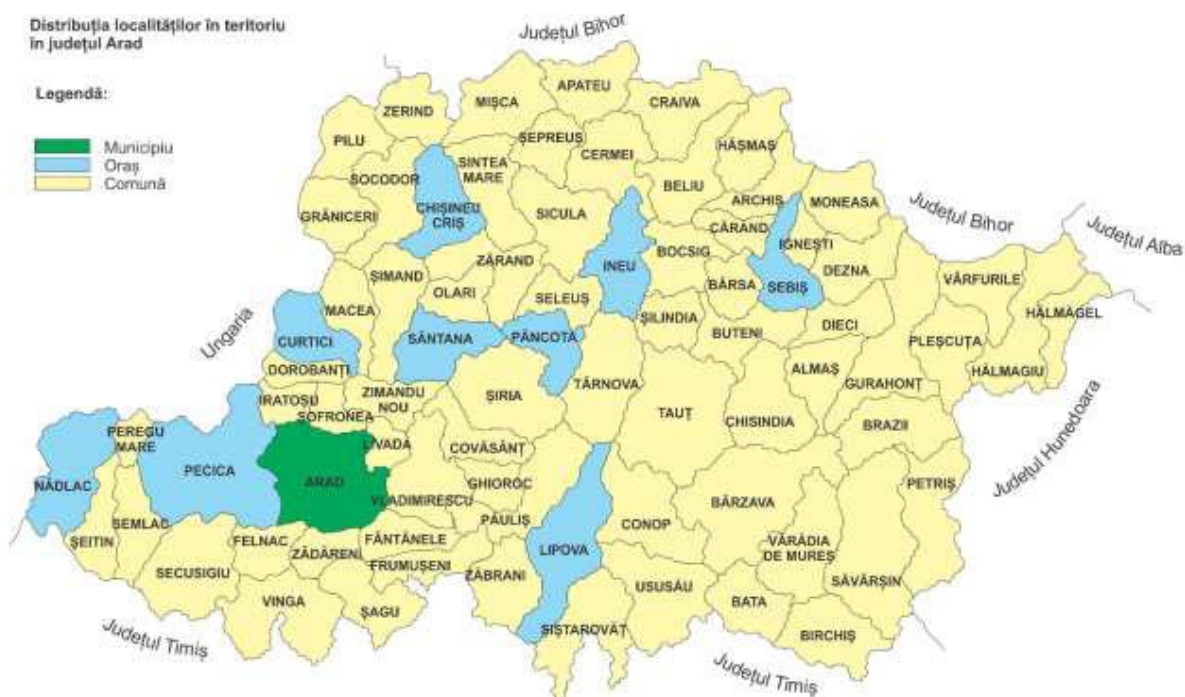 Distribuția localităților în teritoriu
în județul Arad
Legendă:
Municipiu
Oraș
Comună
Județul Bihor
Județul Bihor
Județul Alba
Județul Hunedoara
Județul Timiș
Județul Timiș
Ungaria
APATEU
MIȘCA
CRAIVA
ZERIND
ȘEPREUȘ
PILU
CERMEI
HĂȘMAȘ
SINTEA
MARE
SOCODOR
BELIU
ARCHIȘ
MONEASA
CHIȘINEU
CRIȘ
GRĂNICERI
SICULA
CĂRAND
IGNEȘTI
BOCSIG
ZĂRAND
INEU
DEZNA
ȘIMAND
VÂRFURILE
BÂRSA
SEBIȘ
OLARI
SELEUȘ
MACEA
HĂLMĂGEL
ȘILINDIA
DIECI
BUTENI
CURTICI
SÂNTANA
PÂNCOTA
PLEȘCUȚA
DOROBANȚI
ALMAȘ
HĂLMAGIU
TÂRNOVA
GURAHONȚ
ZIMANDU
NOU
ȘIRIA
IRATOȘU
SOFRONEA
TAUȚ
CHISINDIA
BRAZII
PEREGU
MARE
LIVADA
COVĂSÂNȚ
PECICA
NĂDLAC
ARAD
GHIOROC
PETRIȘ
VLADIMIRESCU
BÂRZAVA
PĂULIȘ
SEMLAC
CONOP
ȘEITIN
FELNAC
FÂNTÂNELE
VĂRĂDIA
DE MUREȘ
ZĂDĂRENI
LIPOVA
FRUMUȘENI
SECUSIGIU
ZĂBRANI
SĂVÂRȘIN
USUSĂU
VINGA
ȘAGU
BATA
ȘIȘTAROVĂȚ
BIRCHIȘ